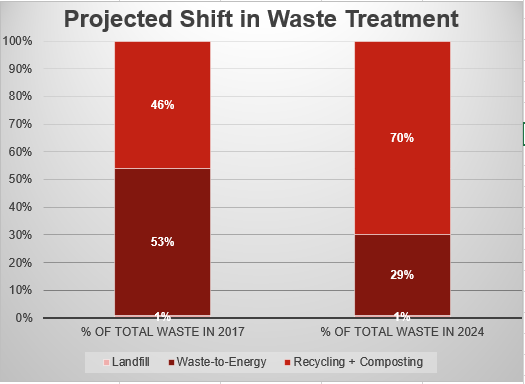 Projected Shift in Waste Treatment
100%
90%
80%
70%
60%
50%
40%
30%
20%
10%
0%
46%
53%
1%
70%
29%
1%
% OF TOTAL WASTE IN 2017
% OF TOTAL WASTE IN 2024
Landfill
Waste-to-Energy
Recycling + Composting